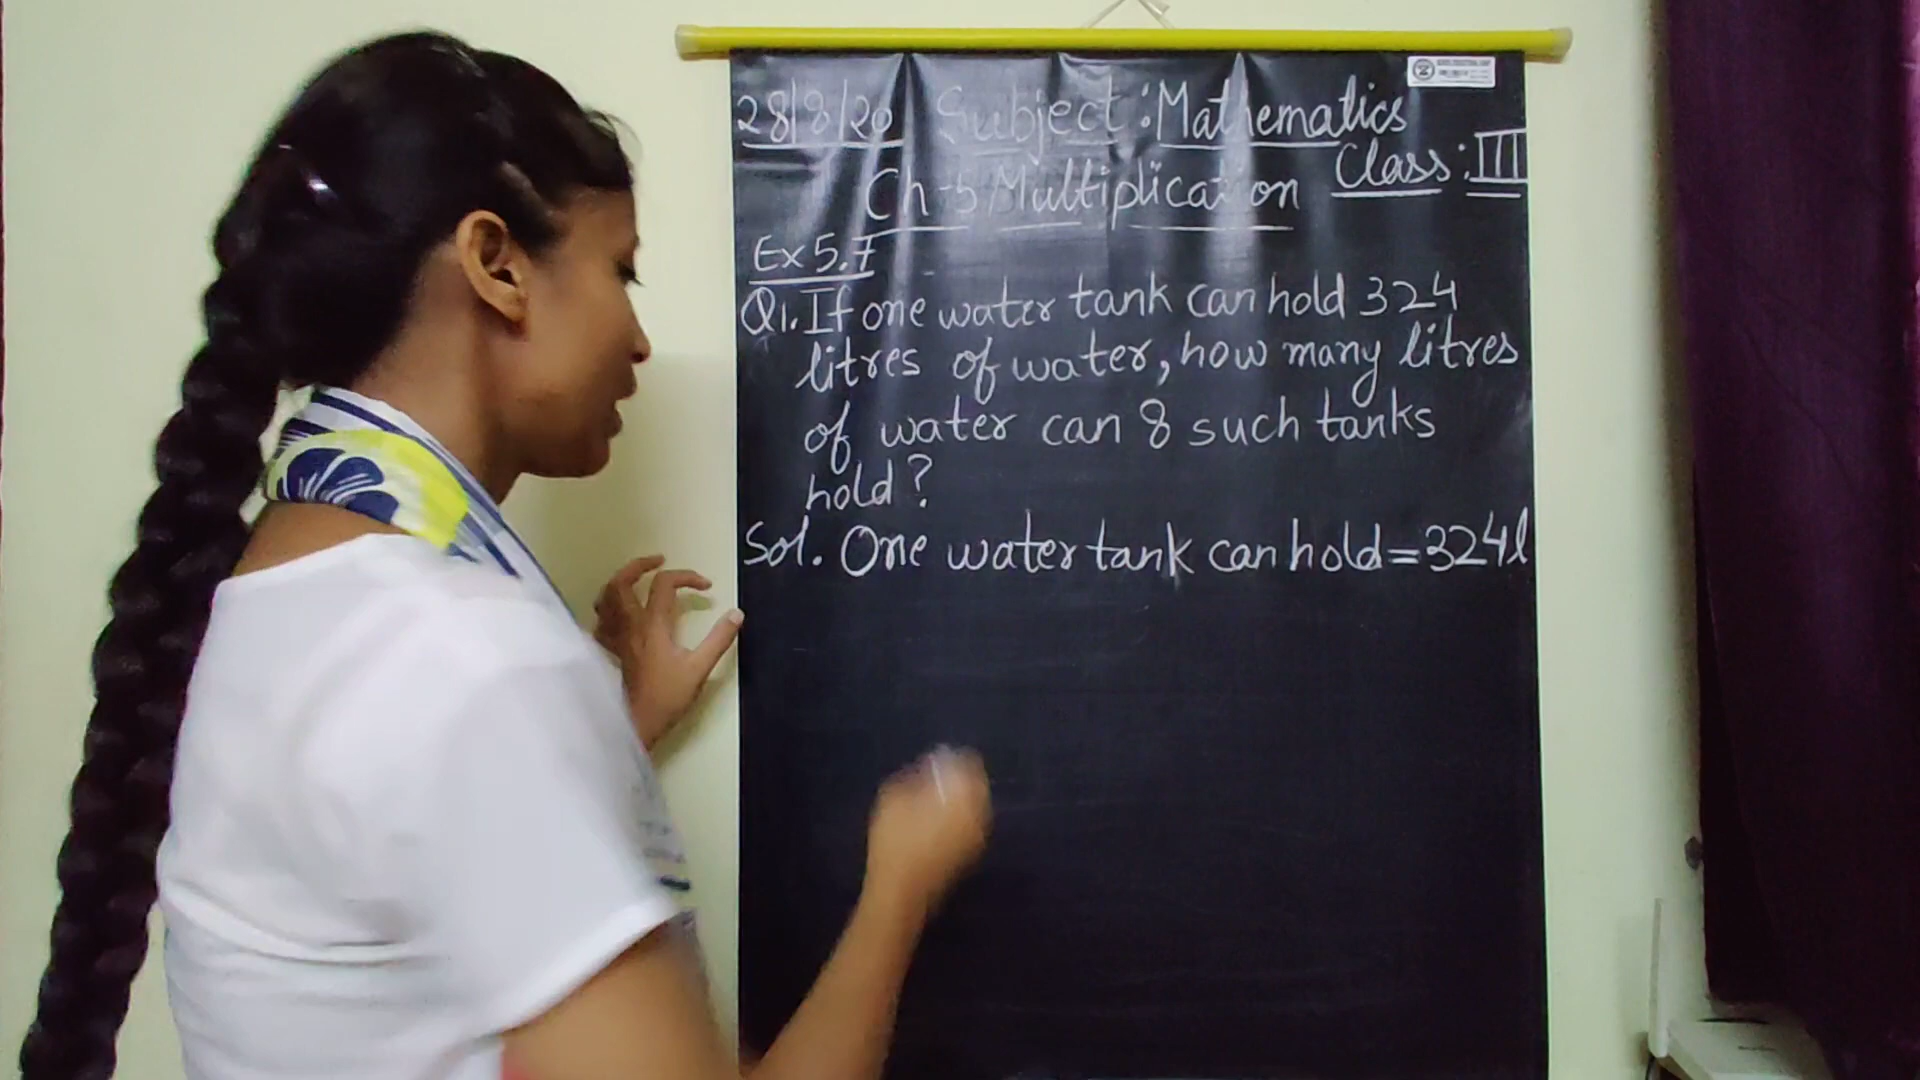 28/8/20 Subject: Mathematics
Class: III
Ch-5 Multiplication
Ex 5.7
Q1. If one water tank can hold 324
litres of water, how many litres
of water can 8 such tanks
hold?
Sol. One water tank can hold = 324l